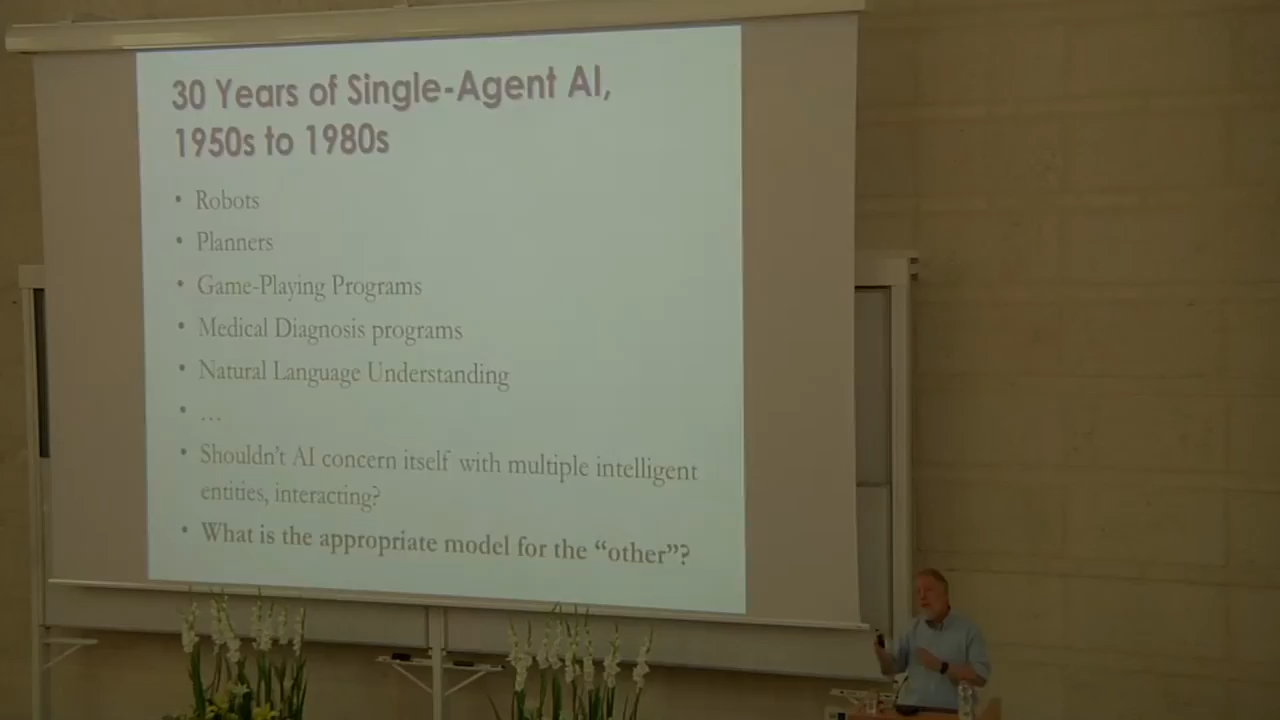 30 Years of Single-Agent AI,
1950s to 1980s
• Robots
• Planners
• Game-Playing Programs
• Medical Diagnosis programs
• Natural Language Understanding
• …
• Shouldn't AI concern itself with multiple intelligent
entities, interacting?
• What is the appropriate model for the “other”?